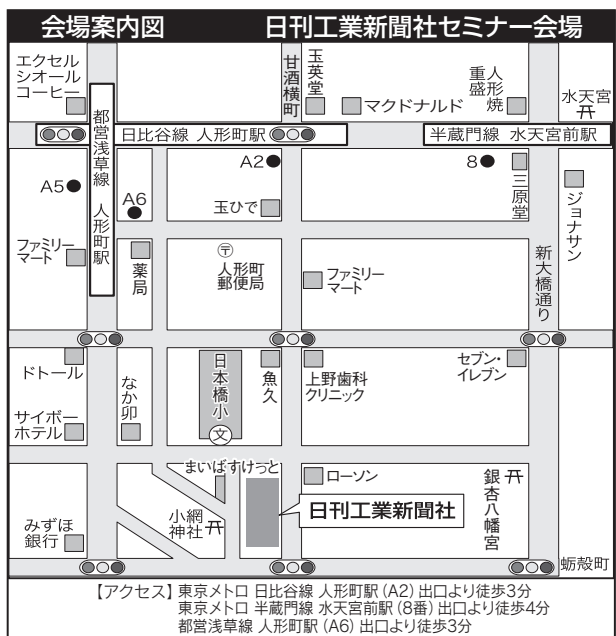 会場案内図 日刊工業新聞社セミナー会場
エクセル
シオール
コーヒー
甘酒横町
玉英堂
マクドナルド
人形焼
重盛
水天宮
都営浅草線 人形町駅
日比谷線 人形町駅
半蔵門線 水天宮前駅
A5
A6
A2
8
三原堂
ジョナサン
玉ひで
ファミリー
マート
薬局
〒
人形町
郵便局
ファミリー
マート
新大橋通り
ドトール
なか卯
日本橋小
文
魚久
上野歯科
クリニック
セブン・
イレブン
サイボー
ホテル
まいばすけっと
ローソン
銀杏八幡宮
日刊工業新聞社
小網
神社
みずほ
銀行
蛎殻町
【アクセス】東京メトロ 日比谷線 人形町駅(A2)出口より徒歩3分
東京メトロ 半蔵門線 水天宮前駅(8番)出口より徒歩4分
都営浅草線 人形町駅(A6)出口より徒歩3分